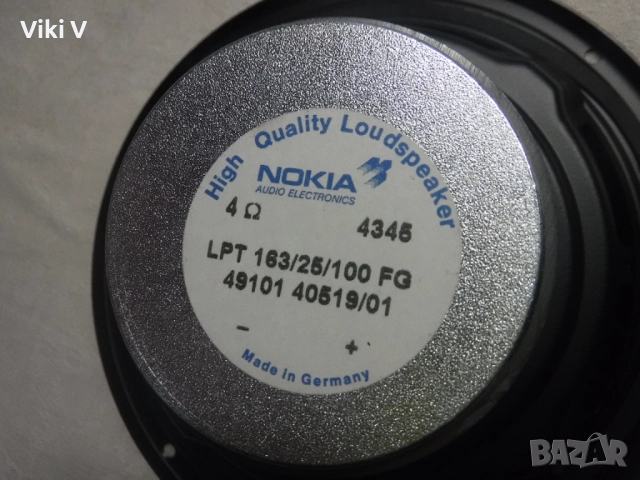 Viki V
High Quality Loudspeaker
NOKIA
AUDIO ELECTRONICS
4 Ω 4345
LPT 163/25/100 FG
49101 40519/01
– +
Made in Germany
BAZAR